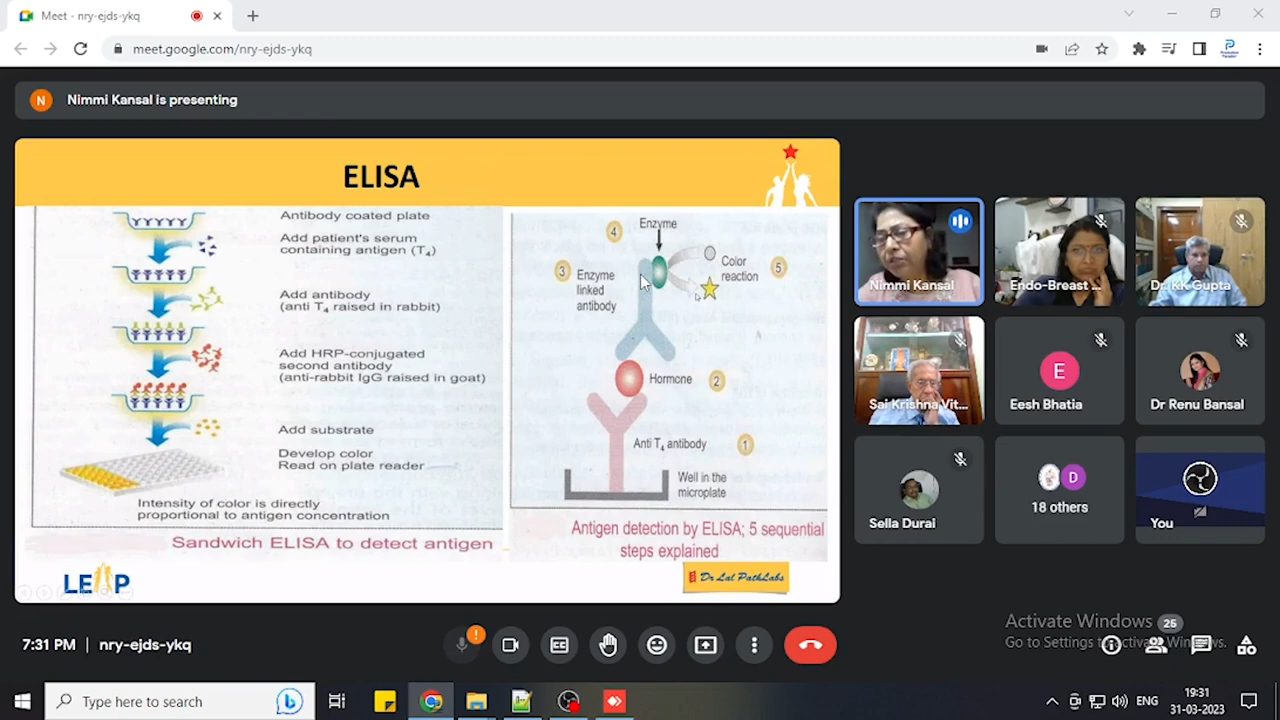 Meet - nry-ejds-ykq
meet.google.com/nry-ejds-ykq
N
Nimmi Kansal is presenting
ELISA
Antibody coated plate
Add patient's serum
containing antigen (T4)
Add antibody
(anti T4 raised in rabbit)
Add HRP-conjugated
second antibody
(anti-rabbit IgG raised in goat)
Add substrate
Develop color
Read on plate reader
Intensity of color is directly
proportional to antigen concentration
Sandwich ELISA to detect antigen
4
Enzyme
3
Enzyme
linked
antibody
Color
reaction
5
Hormone
2
Anti T4 antibody
1
Well in the
microplate
Antigen detection by ELISA; 5 sequential
steps explained
LEAP
Dr Lal PathLabs
Nimmi Kansal
Endo-Breast ...
Dr. KK Gupta
Sai Krishna Vit...
E
Eesh Bhatia
Dr Renu Bansal
Sella Durai
D
18 others
You
7:31 PM | nry-ejds-ykq
Activate Windows
Go to Settings to activate Windows.
25
Type here to search
ENG
19:31
31-03-2023